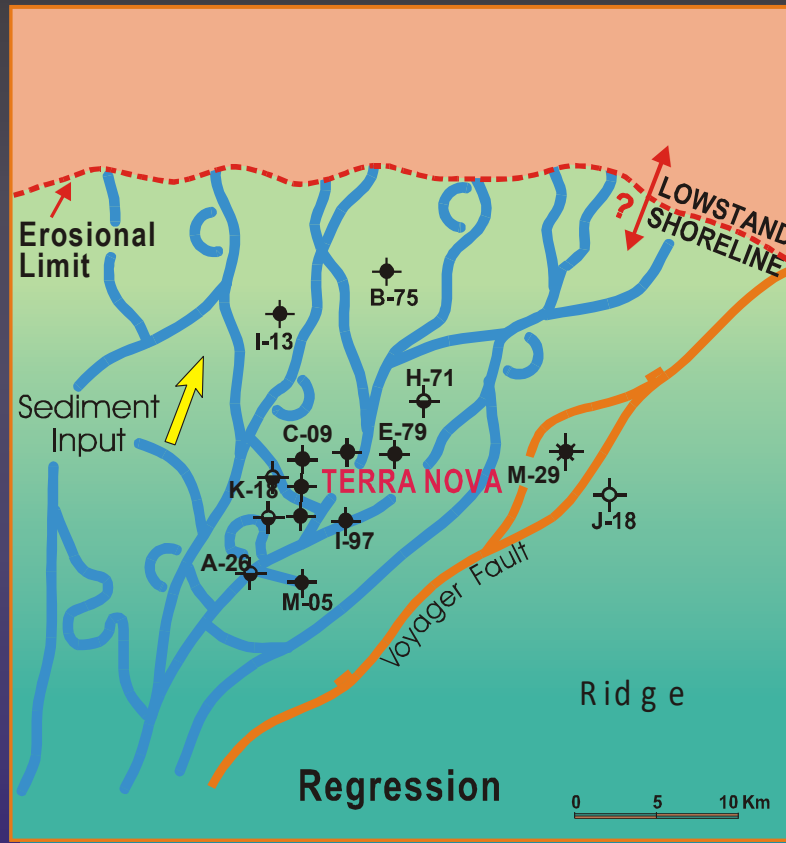 Erosional
Limit
?
LOWSTAND
SHORELINE
B-75
I-13
H-71
Sediment
Input
C-09
E-79
K-18
TERRA NOVA
M-29
J-18
I-97
A-26
M-05
Voyager Fault
Ridge
Regression
0 5 10 Km